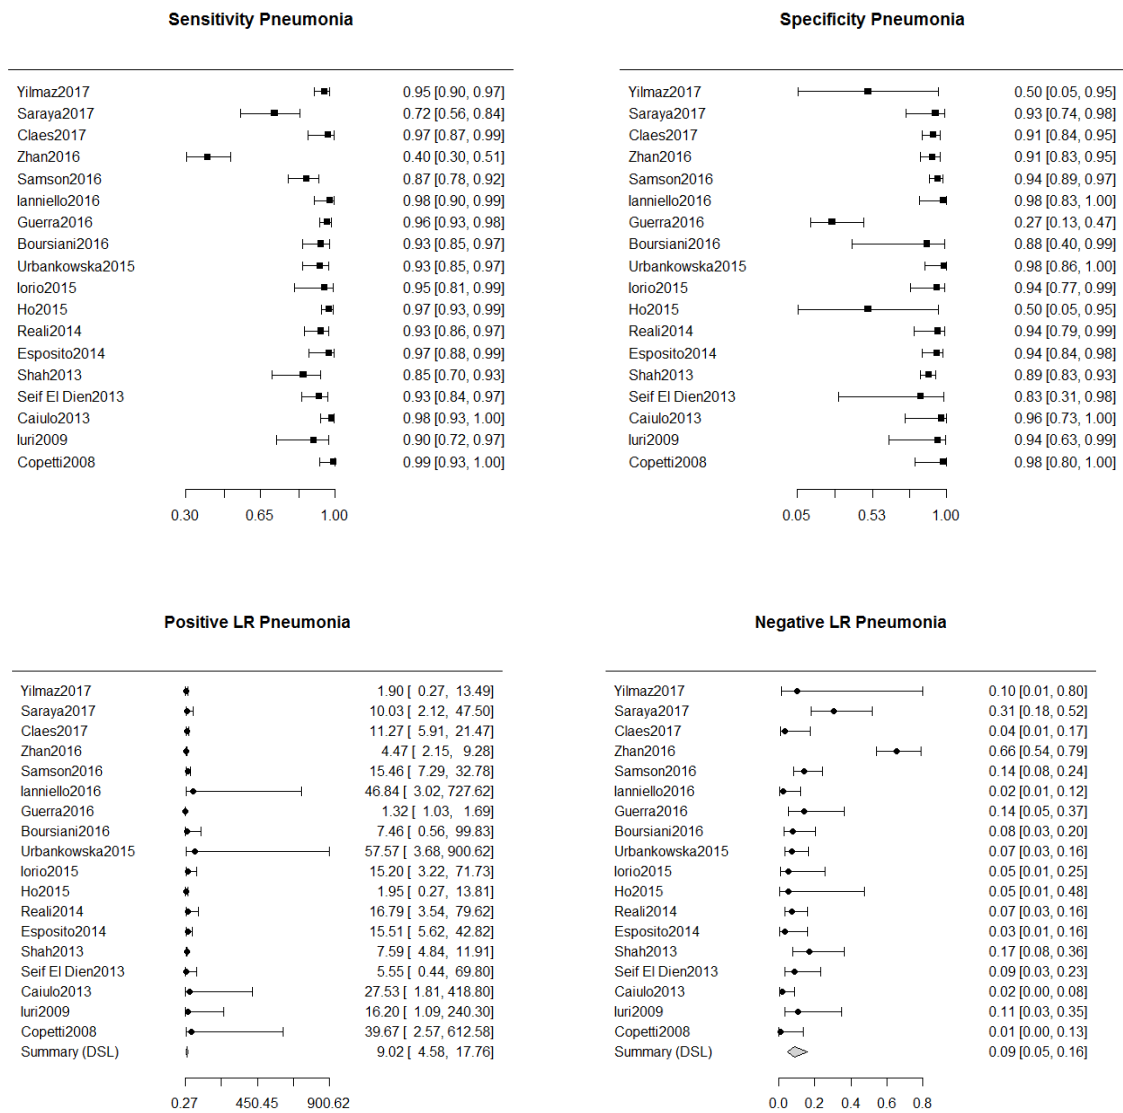 Sensitivity Pneumonia
Yilmaz2017 0.95 [0.90, 0.97]
Saraya2017 0.72 [0.56, 0.84]
Claes2017 0.97 [0.87, 0.99]
Zhan2016 0.40 [0.30, 0.51]
Samson2016 0.87 [0.78, 0.92]
Ianniello2016 0.98 [0.90, 0.99]
Guerra2016 0.96 [0.93, 0.98]
Boursiani2016 0.93 [0.85, 0.97]
Urbankowska2015 0.93 [0.85, 0.97]
Iorio2015 0.95 [0.81, 0.99]
Ho2015 0.97 [0.93, 0.99]
Reali2014 0.93 [0.86, 0.97]
Esposito2014 0.97 [0.88, 0.99]
Shah2013 0.85 [0.70, 0.93]
Seif El Dien2013 0.93 [0.84, 0.97]
Caiulo2013 0.98 [0.93, 1.00]
Iuri2009 0.90 [0.72, 0.97]
Copetti2008 0.99 [0.93, 1.00]
0.30 0.65 1.00
Specificity Pneumonia
Yilmaz2017 0.50 [0.05, 0.95]
Saraya2017 0.93 [0.74, 0.98]
Claes2017 0.91 [0.84, 0.95]
Zhan2016 0.91 [0.83, 0.95]
Samson2016 0.94 [0.89, 0.97]
Ianniello2016 0.98 [0.83, 1.00]
Guerra2016 0.27 [0.13, 0.47]
Boursiani2016 0.88 [0.40, 0.99]
Urbankowska2015 0.98 [0.86, 1.00]
Iorio2015 0.94 [0.77, 0.99]
Ho2015 0.50 [0.05, 0.95]
Reali2014 0.94 [0.79, 0.99]
Esposito2014 0.94 [0.84, 0.98]
Shah2013 0.89 [0.83, 0.93]
Seif El Dien2013 0.83 [0.31, 0.98]
Caiulo2013 0.96 [0.73, 1.00]
Iuri2009 0.94 [0.63, 0.99]
Copetti2008 0.98 [0.80, 1.00]
0.05 0.53 1.00
Positive LR Pneumonia
Yilmaz2017 1.90 [ 0.27, 13.49]
Saraya2017 10.03 [ 2.12, 47.50]
Claes2017 11.27 [ 5.91, 21.47]
Zhan2016 4.47 [ 2.15, 9.28]
Samson2016 15.46 [ 7.29, 32.78]
Ianniello2016 46.84 [ 3.02, 727.62]
Guerra2016 1.32 [ 1.03, 1.69]
Boursiani2016 7.46 [ 0.56, 99.83]
Urbankowska2015 57.57 [ 3.68, 900.62]
Iorio2015 15.20 [ 3.22, 71.73]
Ho2015 1.95 [ 0.27, 13.81]
Reali2014 16.79 [ 3.54, 79.62]
Esposito2014 15.51 [ 5.62, 42.82]
Shah2013 7.59 [ 4.84, 11.91]
Seif El Dien2013 5.55 [ 0.44, 69.80]
Caiulo2013 27.53 [ 1.81, 418.80]
Iuri2009 16.20 [ 1.09, 240.30]
Copetti2008 39.67 [ 2.57, 612.58]
Summary (DSL) 9.02 [ 4.58, 17.76]
0.27 450.45 900.62
Negative LR Pneumonia
Yilmaz2017 0.10 [0.01, 0.80]
Saraya2017 0.31 [0.18, 0.52]
Claes2017 0.04 [0.01, 0.17]
Zhan2016 0.66 [0.54, 0.79]
Samson2016 0.14 [0.08, 0.24]
Ianniello2016 0.02 [0.01, 0.12]
Guerra2016 0.14 [0.05, 0.37]
Boursiani2016 0.08 [0.03, 0.20]
Urbankowska2015 0.07 [0.03, 0.16]
Iorio2015 0.05 [0.01, 0.25]
Ho2015 0.05 [0.01, 0.48]
Reali2014 0.07 [0.03, 0.16]
Esposito2014 0.03 [0.01, 0.16]
Shah2013 0.17 [0.08, 0.36]
Seif El Dien2013 0.09 [0.03, 0.23]
Caiulo2013 0.02 [0.00, 0.08]
Iuri2009 0.11 [0.03, 0.35]
Copetti2008 0.01 [0.00, 0.13]
Summary (DSL) 0.09 [0.05, 0.16]
0.0 0.2 0.4 0.6 0.8